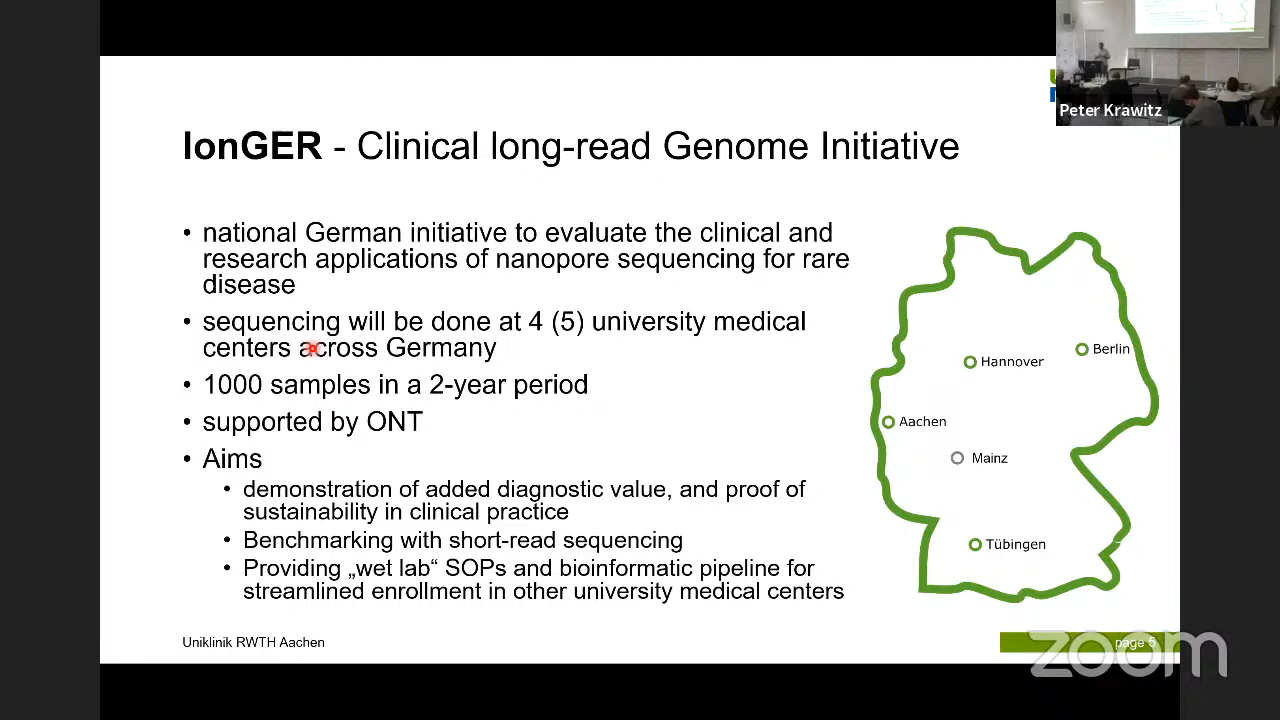 Peter Krawitz
lonGER - Clinical long-read Genome Initiative
• national German initiative to evaluate the clinical and
research applications of nanopore sequencing for rare
disease
• sequencing will be done at 4 (5) university medical
centers across Germany
• 1000 samples in a 2-year period
• supported by ONT
• Aims
• demonstration of added diagnostic value, and proof of
sustainability in clinical practice
• Benchmarking with short-read sequencing
• Providing „wet lab“ SOPs and bioinformatic pipeline for
streamlined enrollment in other university medical centers
Berlin
Hannover
Aachen
Mainz
Tübingen
Uniklinik RWTH Aachen
page 5
zoom